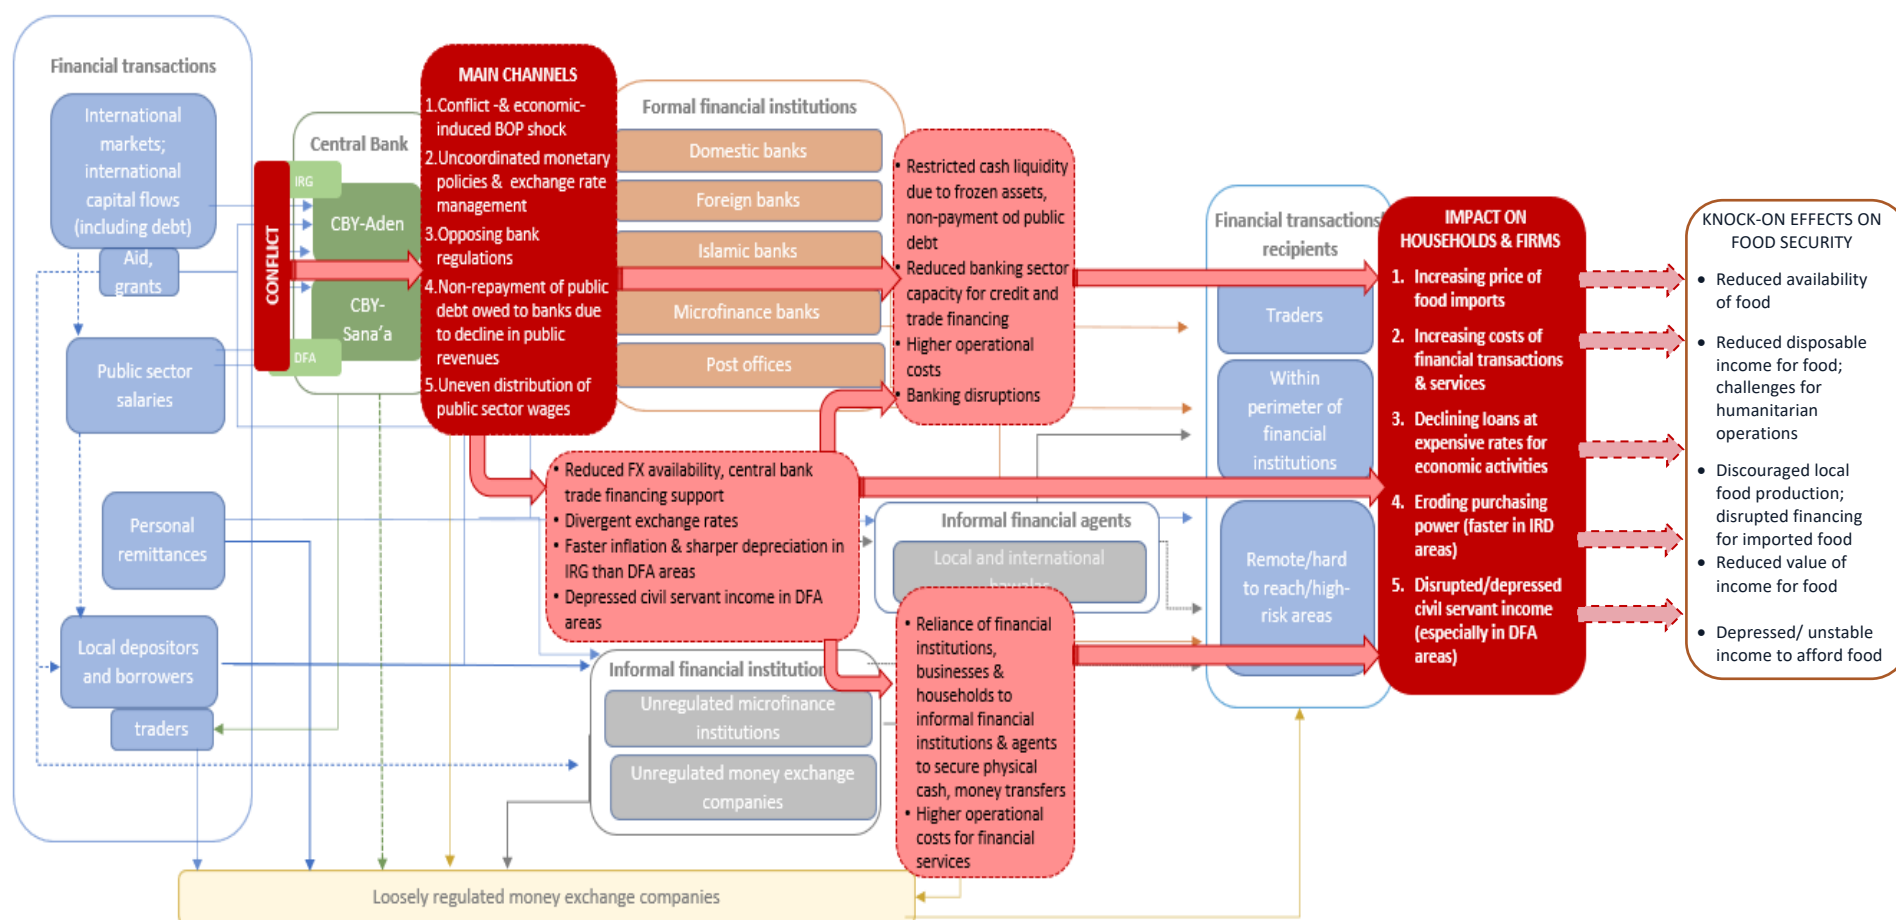 Financial transactions
International
markets;
international
capital flows
(including debt)
Aid,
grants
Public sector
salaries
Personal
remittances
Local depositors
and borrowers
traders
Central Bank
IRG
CBY-Aden
CBY-
Sana'a
DFA
CONFLICT
MAIN CHANNELS
1.Conflict -& economic-
induced BOP shock
2.Uncoordinated monetary
policies & exchange rate
management
3.Opposing bank
regulations
4.Non-repayment of public
debt owed to banks due
to decline in public
revenues
5.Uneven distribution of
public sector wages
Formal financial institutions
Domestic banks
Foreign banks
Islamic banks
Microfinance banks
Post offices
• Restricted cash liquidity
due to frozen assets,
non-payment od public
debt
• Reduced banking sector
capacity for credit and
trade financing
• Higher operational
costs
• Banking disruptions
• Reduced FX availability, central bank
trade financing support
• Divergent exchange rates
• Faster inflation & sharper depreciation in
IRG than DFA areas
• Depressed civil servant income in DFA
areas
Informal financial agents
Local and international
Informal financial institution
Unregulated microfinance
institutions
Unregulated money exchange
companies
• Reliance of financial
institutions,
businesses &
households to
informal financial
institutions & agents
to secure physical
cash, money transfers
• Higher operational
costs for financial
services
Loosely regulated money exchange companies
Financial transactions'
recipients
Traders
Within
perimeter of
financial
institutions
Remote/hard
to reach/high-
risk areas
IMPACT ON
HOUSEHOLDS & FIRMS
1. Increasing price of
food imports
2. Increasing costs of
financial transactions
& services
3. Declining loans at
expensive rates for
economic activities
4. Eroding purchasing
power (faster in IRD
areas)
5. Disrupted/depressed
civil servant income
(especially in DFA
areas)
KNOCK-ON EFFECTS ON
FOOD SECURITY
• Reduced availability
of food
• Reduced disposable
income for food;
challenges for
humanitarian
operations
• Discouraged local
food production;
disrupted financing
for imported food
• Reduced value of
income for food
• Depressed/ unstable
income to afford food